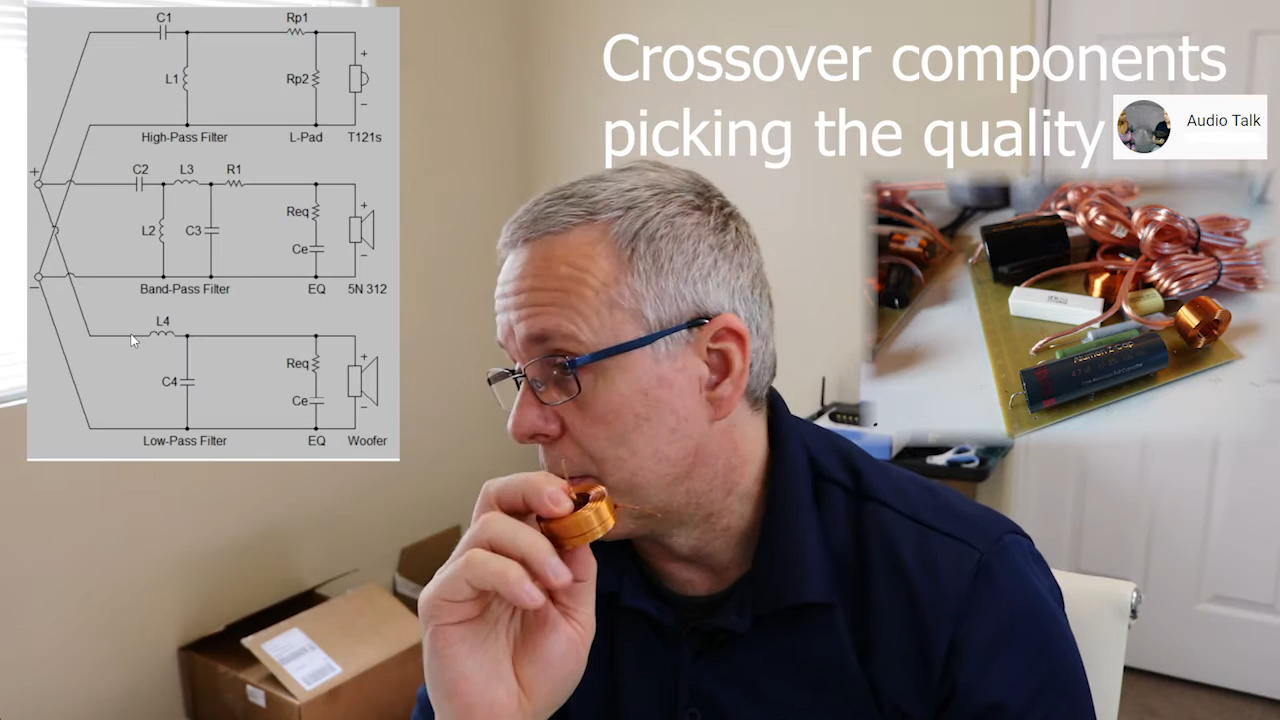 C1
Rp1
L1
Rp2
+
−
High-Pass Filter
L-Pad
T121s
+
C2
L3
R1
L2
C3
Req
Ce
+
−
−
Band-Pass Filter
EQ
5N 312
L4
C4
Req
Ce
+
−
Low-Pass Filter
EQ
Woofer
Crossover components
picking the quality
Audio Talk